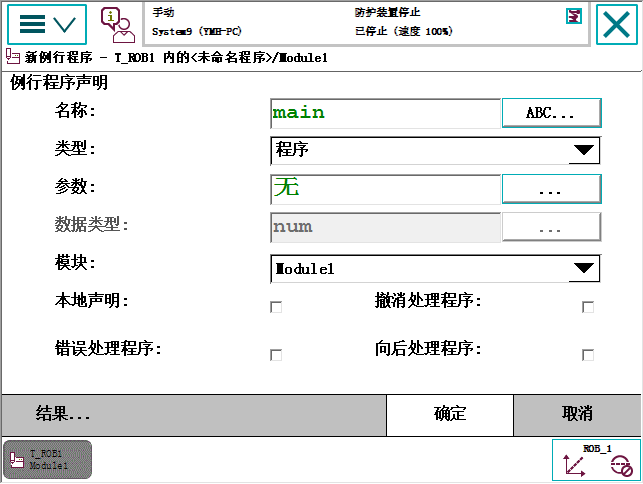 手动
System9 (YMH-PC)
防护装置停止
已停止 (速度 100%)
新例行程序 - T_ROB1 内的<未命名程序>/Module1
例行程序声明
名称:
main
ABC...
类型:
程序
参数:
无
...
数据类型:
num
...
模块:
Module1
本地声明:
撤消处理程序:
错误处理程序:
向后处理程序:
结果...
确定
取消
T_ROB1
Module1
ROB_1